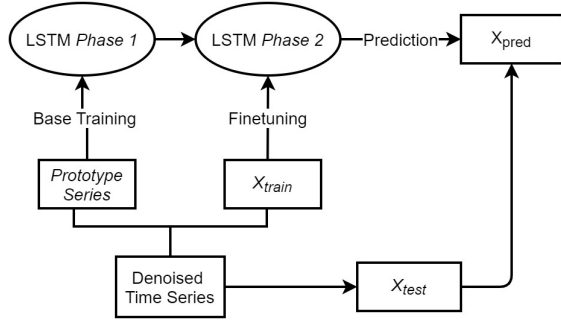 LSTM Phase 1
LSTM Phase 2
Prediction
Xpred
Base Training
Finetuning
Prototype
Series
Xtrain
Denoised
Time Series
Xtest